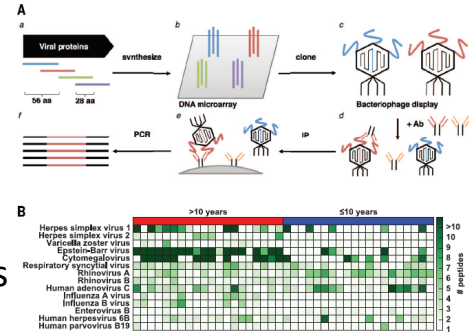 A
a
b
c
Viral proteins
synthesize
clone
56 aa
28 aa
DNA microarray
Bacteriophage display
f
e
d
+ Ab
PCR
IP
B
>10 years
≤10 years
Herpes simplex virus 1
Herpes simplex virus 2
Varicella zoster virus
Epstein-Barr virus
Cytomegalovirus
Respiratory syncytial virus
Rhinovirus A
Rhinovirus B
Human adenovirus C
Influenza A virus
Influenza B virus
Enterovirus B
Human herpesvirus 6B
Human parvovirus B19
>10
10
9
8
7
6
5
4
3
2
1
# peptides
S